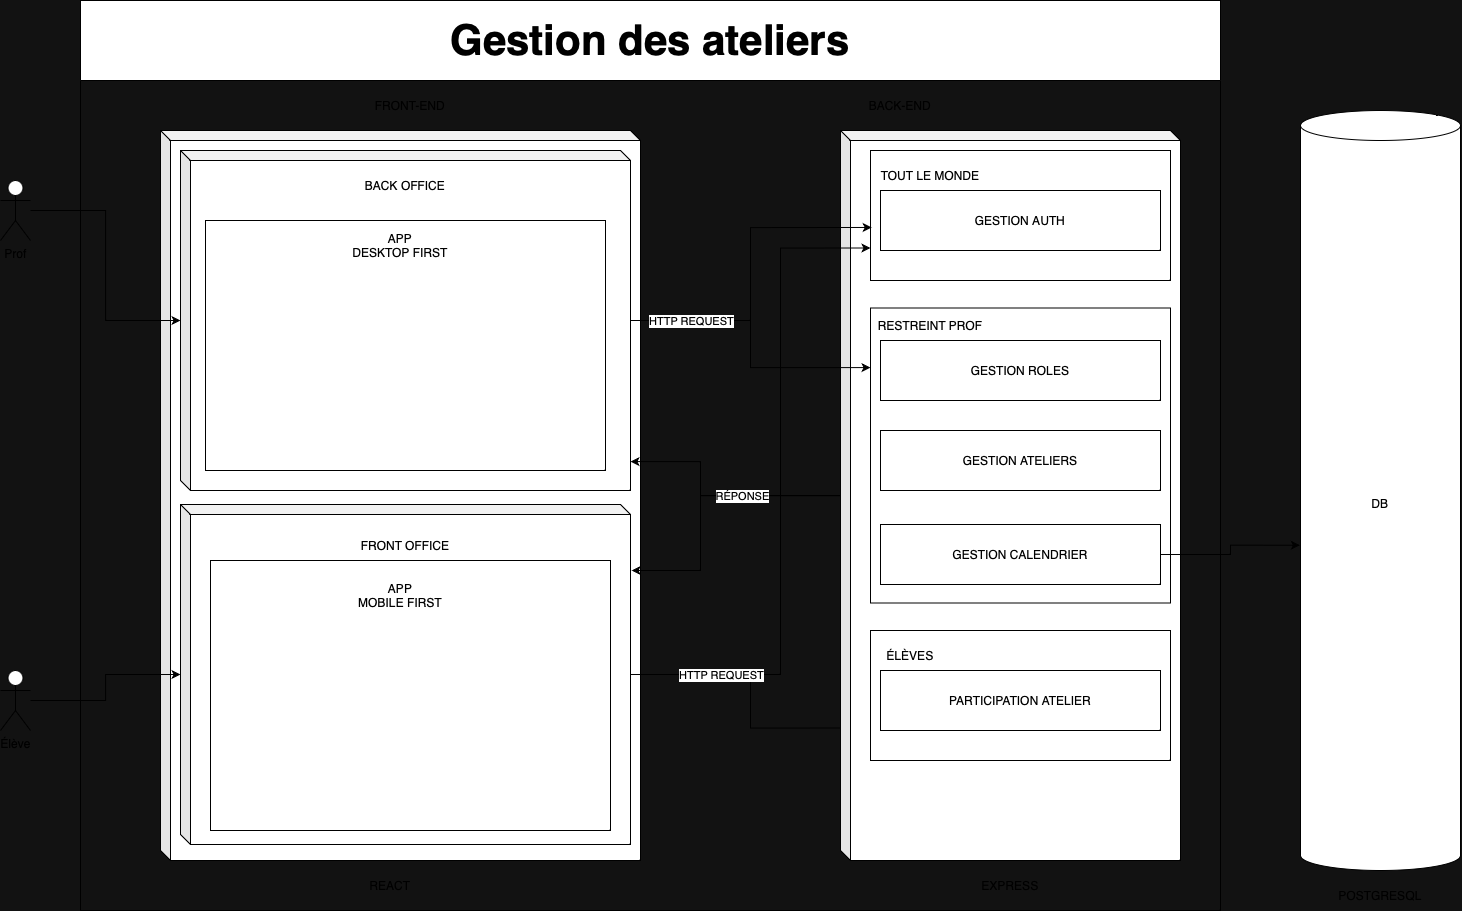 Gestion des ateliers
FRONT-END
BACK-END
BACK OFFICE
APP
DESKTOP FIRST
Prof
HTTP REQUEST
RÉPONSE
FRONT OFFICE
APP
MOBILE FIRST
Élève
HTTP REQUEST
TOUT LE MONDE
GESTION AUTH
RESTREINT PROF
GESTION ROLES
GESTION ATELIERS
GESTION CALENDRIER
ÉLÈVES
PARTICIPATION ATELIER
DB
REACT
EXPRESS
POSTGRESQL